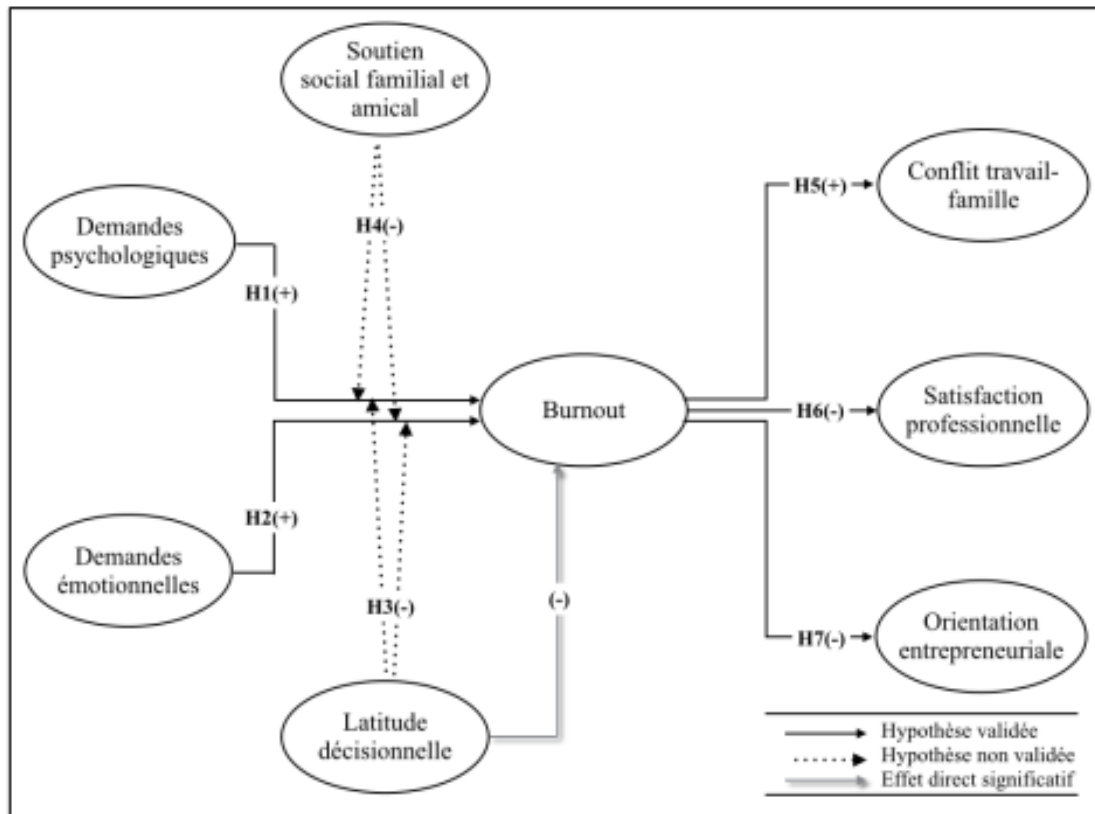 Soutien
social familial et
amical
Demandes
psychologiques
H4(-)
H1(+)
H5(+)
Conflit travail-
famille
Burnout
H6(-)
Satisfaction
professionnelle
H2(+)
Demandes
émotionnelles
H3(-)
(-)
H7(-)
Orientation
entrepreneuriale
Latitude
décisionnelle
Hypothèse validée
Hypothèse non validée
Effet direct significatif